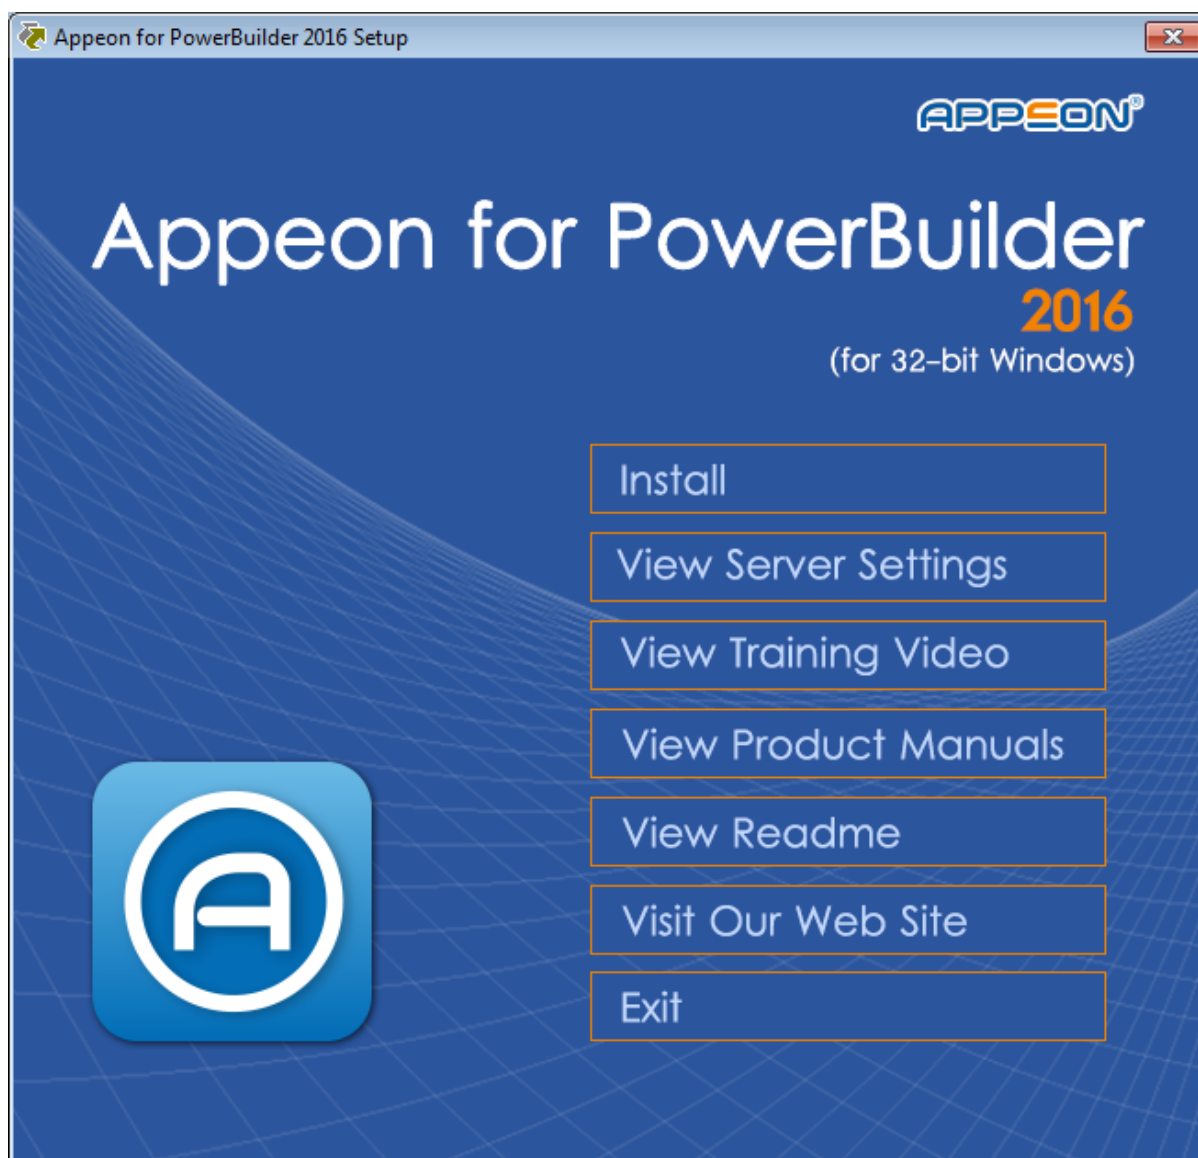 Appeon for PowerBuilder 2016 Setup
APPEON®
Appeon for PowerBuilder
2016
(for 32-bit Windows)
Install
View Server Settings
View Training Video
View Product Manuals
View Readme
Visit Our Web Site
Exit